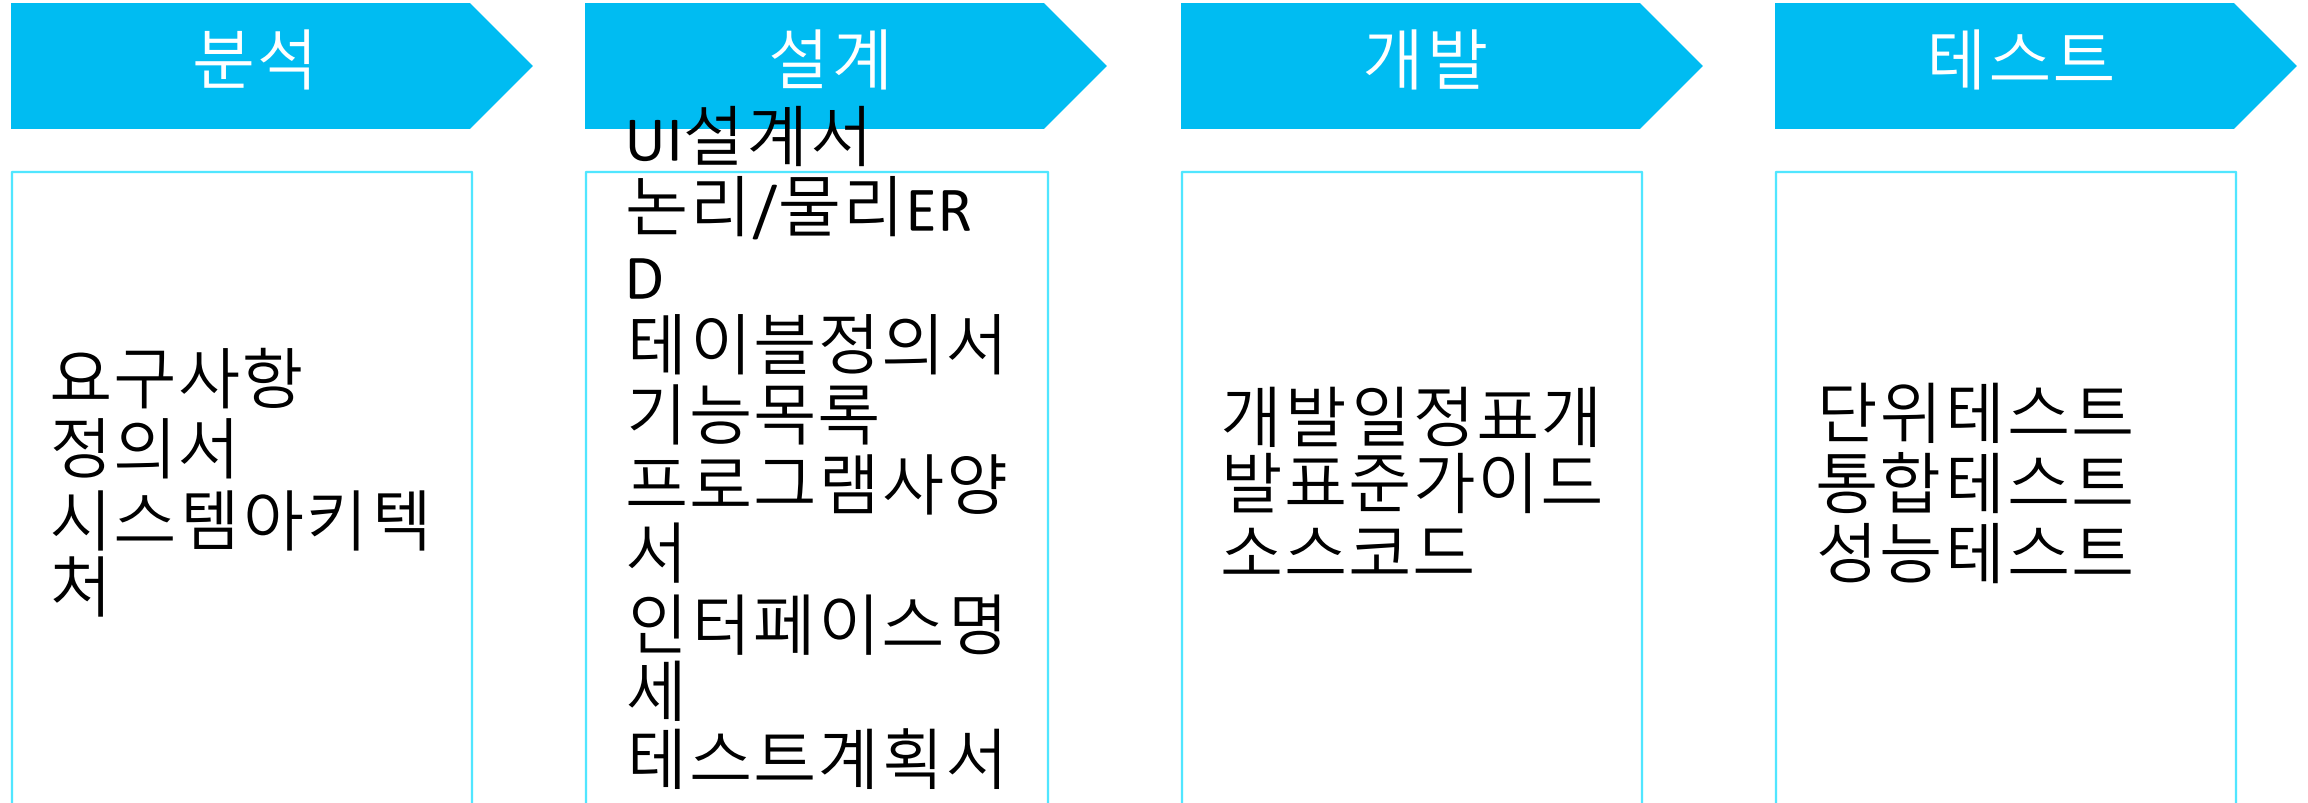 분석
요구사항
정의서
시스템아키텍
처
설계
UI설계서
논리/물리ER
D
테이블정의서
기능목록
프로그램사양
서
인터페이스명
세
테스트계획서
개발
개발일정표개
발표준가이드
소스코드
테스트
단위테스트
통합테스트
성능테스트